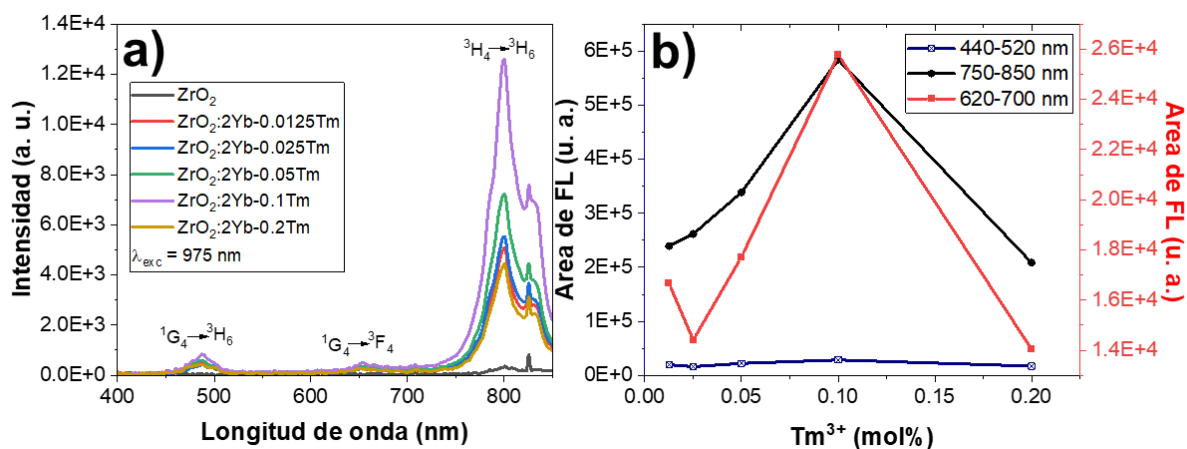 a)
1.4E+4
1.2E+4
1.0E+4
8.0E+3
6.0E+3
4.0E+3
2.0E+3
0.0E+0
Intensidad (a. u.)
³H₄→³H₆
ZrO₂
ZrO₂:2Yb-0.0125Tm
ZrO₂:2Yb-0.025Tm
ZrO₂:2Yb-0.05Tm
ZrO₂:2Yb-0.1Tm
ZrO₂:2Yb-0.2Tm
λexc = 975 nm
¹G₄→³H₆
¹G₄→³F₄
400 500 600 700 800
Longitud de onda (nm)
b)
6E+5
5E+5
4E+5
3E+5
2E+5
1E+5
0E+0
Area de FL (u. a.)
440-520 nm
750-850 nm
620-700 nm
2.6E+4
2.4E+4
2.2E+4
2.0E+4
1.8E+4
1.6E+4
1.4E+4
Area de FL (u. a.)
0.00 0.05 0.10 0.15 0.20
Tm³⁺ (mol%)